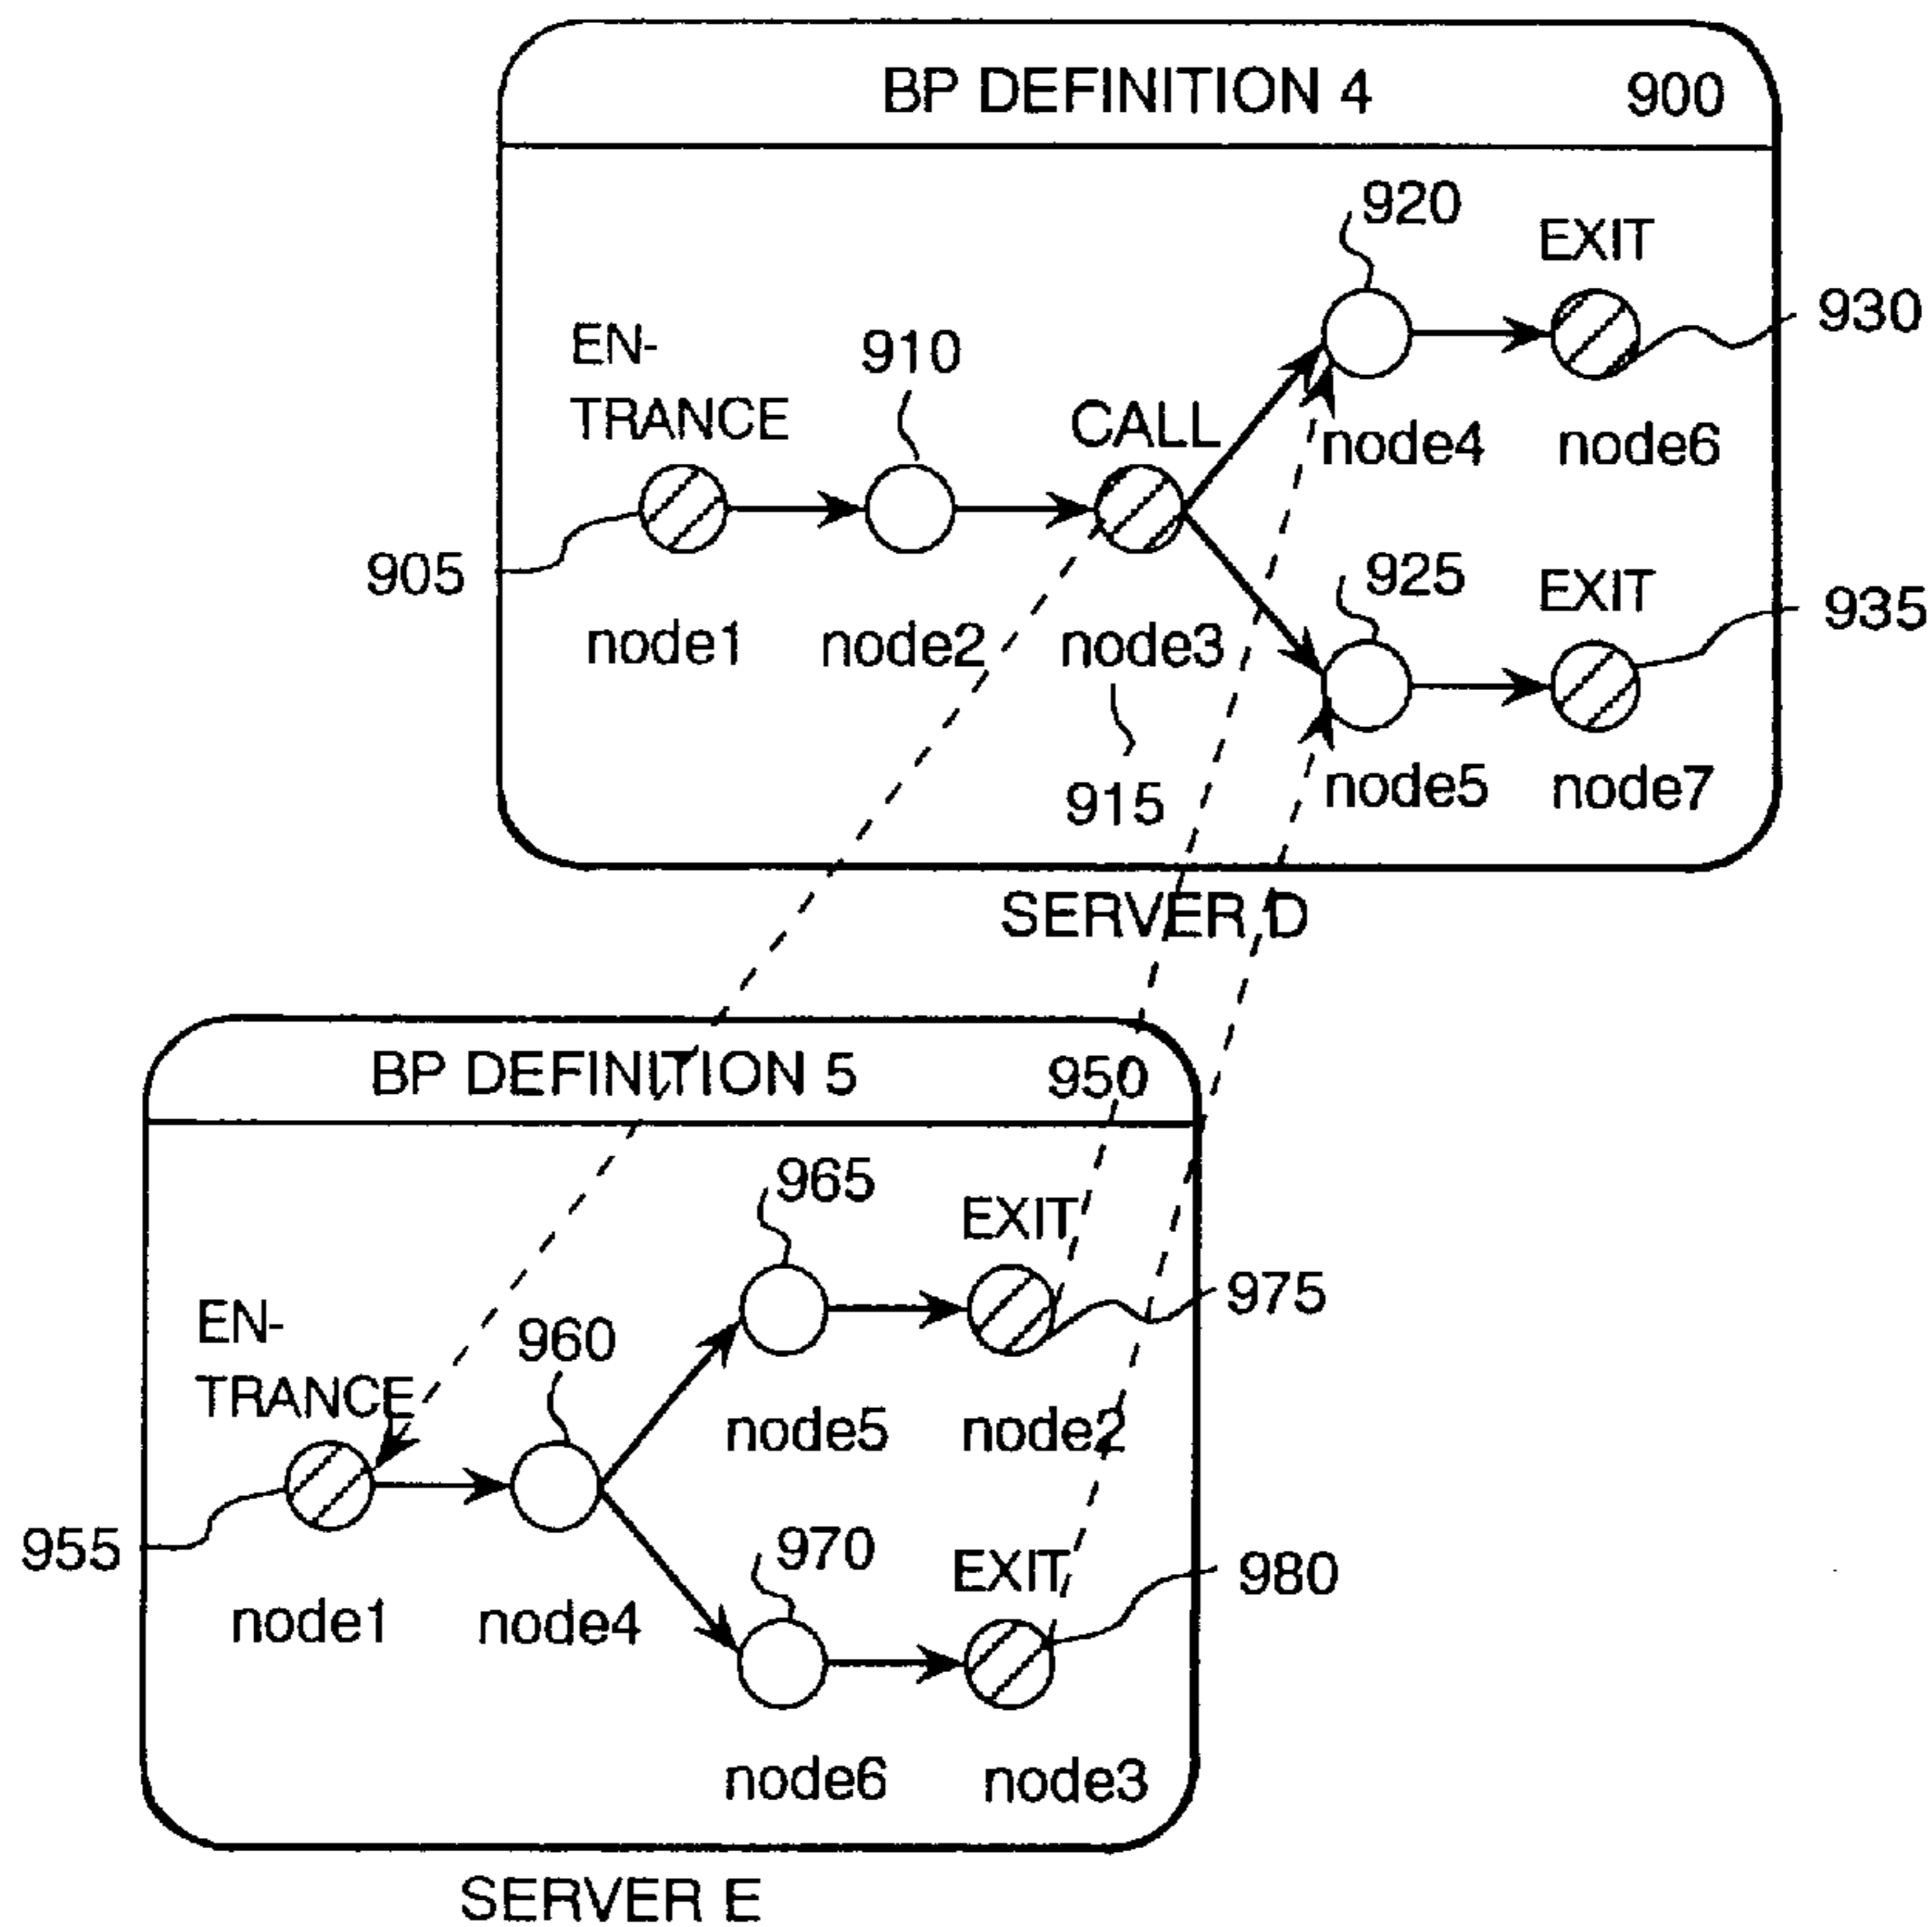 BP DEFINITION 4 900
920
EXIT
930
EN-
TRANCE
910
CALL
node4 node6
905
925
EXIT
935
node1 node2 node3
915
node5 node7
SERVER D
BP DEFINITION 5 950
965
EXIT
975
EN-
TRANCE
960
node5 node2
955
970
EXIT
980
node1 node4
node6 node3
SERVER E